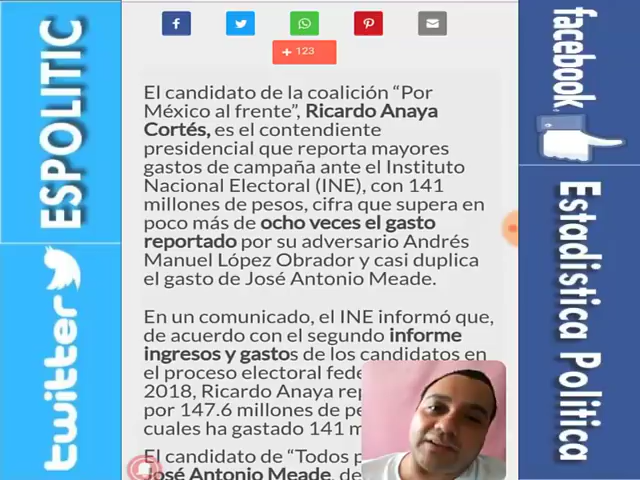 ESPOLITIC
twitter
+ 123
El candidato de la coalición “Por
México al frente”, Ricardo Anaya
Cortés, es el contendiente
presidencial que reporta mayores
gastos de campaña ante el Instituto
Nacional Electoral (INE), con 141
millones de pesos, cifra que supera en
poco más de ocho veces el gasto
reportado por su adversario Andrés
Manuel López Obrador y casi duplica
el gasto de José Antonio Meade.
En un comunicado, el INE informó que,
de acuerdo con el segundo informe
ingresos y gastos de los candidatos en
el proceso electoral fede
2018, Ricardo Anaya rep
por 147.6 millones de pe
cuales ha gastado 141 m
El candidato de “Todos p
José Antonio Meade, de
facebook
Estadistica Politica